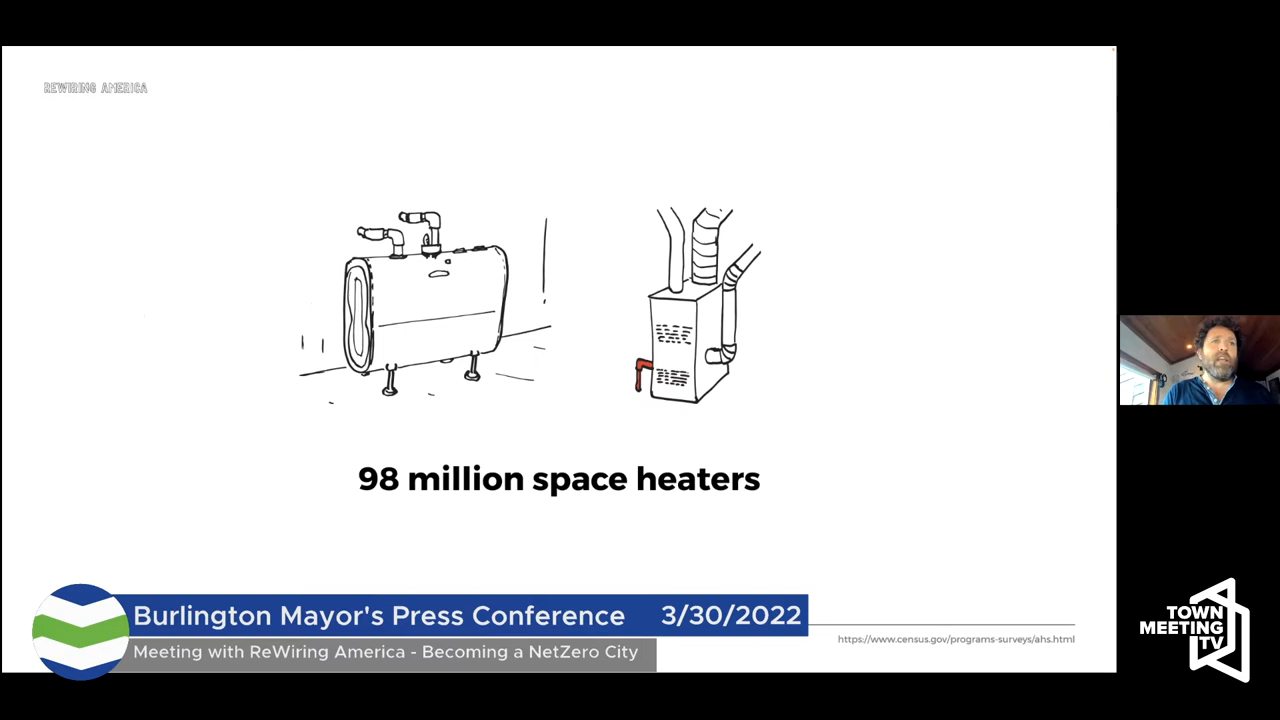 REWIRING AMERICA
98 million space heaters
Burlington Mayor's Press Conference 3/30/2022
Meeting with ReWiring America - Becoming a NetZero City
https://www.census.gov/programs-surveys/ahs.html
TOWN
MEETING
TV